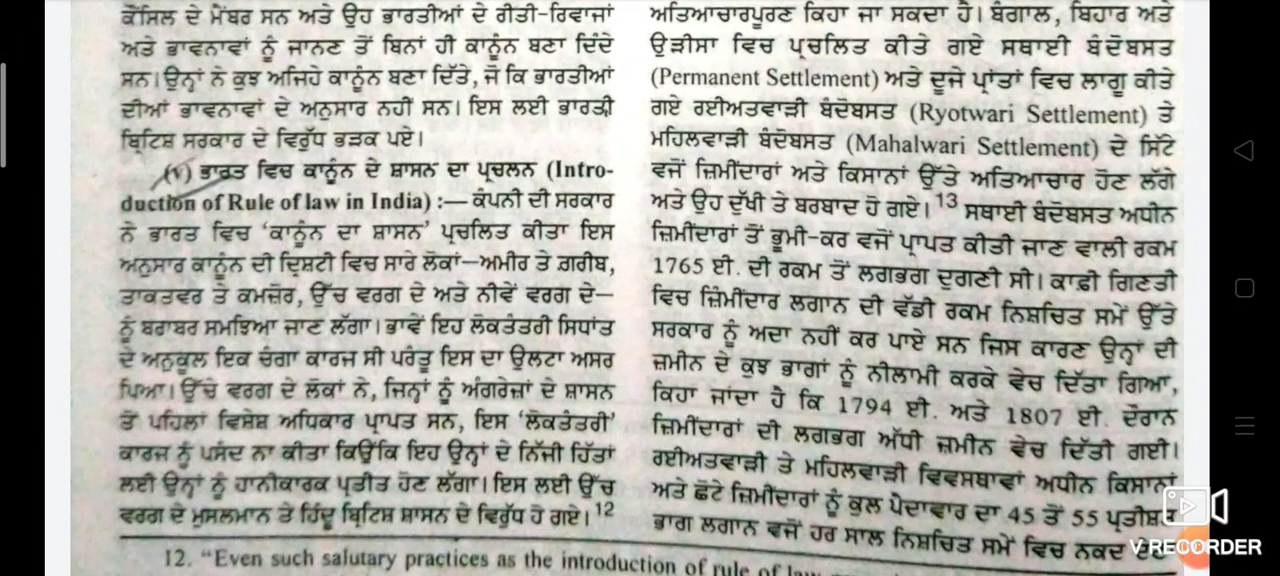 ਕੌਂਸਿਲ ਦੇ ਮੈਂਬਰ ਸਨ ਅਤੇ ਉਹ ਭਾਰਤੀਆਂ ਦੇ ਰੀਤੀ-ਰਿਵਾਜਾਂ
ਅਤੇ ਭਾਵਨਾਵਾਂ ਨੂੰ ਜਾਨਣ ਤੋਂ ਬਿਨਾਂ ਹੀ ਕਾਨੂੰਨ ਬਣਾ ਦਿੰਦੇ
ਸਨ। ਉਨ੍ਹਾਂ ਨੇ ਕੁਝ ਅਜਿਹੇ ਕਾਨੂੰਨ ਬਣਾ ਦਿੱਤੇ, ਜੋ ਕਿ ਭਾਰਤੀਆਂ
ਦੀਆਂ ਭਾਵਨਾਵਾਂ ਦੇ ਅਨੁਸਾਰ ਨਹੀਂ ਸਨ। ਇਸ ਲਈ ਭਾਰਤੀ
ਬ੍ਰਿਟਿਸ਼ ਸਰਕਾਰ ਦੇ ਵਿਰੁੱਧ ਭੜਕ ਪਏ।
(v) ਭਾਰਤ ਵਿਚ ਕਾਨੂੰਨ ਦੇ ਸ਼ਾਸਨ ਦਾ ਪ੍ਰਚਲਨ (Intro-
duction of Rule of law in India) :— ਕੰਪਨੀ ਦੀ ਸਰਕਾਰ
ਨੇ ਭਾਰਤ ਵਿਚ ‘ਕਾਨੂੰਨ ਦਾ ਸ਼ਾਸਨ’ ਪ੍ਰਚਲਿਤ ਕੀਤਾ ਇਸ
ਅਨੁਸਾਰ ਕਾਨੂੰਨ ਦੀ ਦ੍ਰਿਸ਼ਟੀ ਵਿਚ ਸਾਰੇ ਲੋਕਾਂ—ਅਮੀਰ ਤੇ ਗ਼ਰੀਬ,
ਤਾਕਤਵਰ ਤੇ ਕਮਜ਼ੋਰ, ਉੱਚ ਵਰਗ ਦੇ ਅਤੇ ਨੀਵੇਂ ਵਰਗ ਦੇ—
ਨੂੰ ਬਰਾਬਰ ਸਮਝਿਆ ਜਾਣ ਲੱਗਾ। ਭਾਵੇਂ ਇਹ ਲੋਕਤੰਤਰੀ ਸਿਧਾਂਤ
ਦੇ ਅਨੁਕੂਲ ਇਕ ਚੰਗਾ ਕਾਰਜ ਸੀ ਪਰੰਤੂ ਇਸ ਦਾ ਉਲਟਾ ਅਸਰ
ਪਿਆ। ਉੱਚੇ ਵਰਗ ਦੇ ਲੋਕਾਂ ਨੇ, ਜਿਨ੍ਹਾਂ ਨੂੰ ਅੰਗਰੇਜ਼ਾਂ ਦੇ ਸ਼ਾਸਨ
ਤੋਂ ਪਹਿਲਾਂ ਵਿਸ਼ੇਸ਼ ਅਧਿਕਾਰ ਪ੍ਰਾਪਤ ਸਨ, ਇਸ ‘ਲੋਕਤੰਤਰੀ’
ਕਾਰਜ ਨੂੰ ਪਸੰਦ ਨਾ ਕੀਤਾ ਕਿਉਂਕਿ ਇਹ ਉਨ੍ਹਾਂ ਦੇ ਨਿੱਜੀ ਹਿੱਤਾਂ
ਲਈ ਉਨ੍ਹਾਂ ਨੂੰ ਹਾਨੀਕਾਰਕ ਪ੍ਰਤੀਤ ਹੋਣ ਲੱਗਾ। ਇਸ ਲਈ ਉੱਚ
ਵਰਗ ਦੇ ਮੁਸਲਮਾਨ ਤੇ ਹਿੰਦੂ ਬ੍ਰਿਟਿਸ਼ ਸ਼ਾਸਨ ਦੇ ਵਿਰੁੱਧ ਹੋ ਗਏ।12
12. “Even such salutary practices as the introduction of rule of law
ਅਤਿਆਚਾਰਪੂਰਣ ਕਿਹਾ ਜਾ ਸਕਦਾ ਹੈ। ਬੰਗਾਲ, ਬਿਹਾਰ ਅਤੇ
ਉੜੀਸਾ ਵਿਚ ਪ੍ਰਚਲਿਤ ਕੀਤੇ ਗਏ ਸਥਾਈ ਬੰਦੋਬਸਤ
(Permanent Settlement) ਅਤੇ ਦੂਜੇ ਪ੍ਰਾਂਤਾਂ ਵਿਚ ਲਾਗੂ ਕੀਤੇ
ਗਏ ਰਈਅਤਵਾੜੀ ਬੰਦੋਬਸਤ (Ryotwari Settlement) ਤੇ
ਮਹਿਲਵਾੜੀ ਬੰਦੋਬਸਤ (Mahalwari Settlement) ਦੇ ਸਿੱਟੇ
ਵਜੋਂ ਜ਼ਿਮੀਂਦਾਰਾਂ ਅਤੇ ਕਿਸਾਨਾਂ ਉੱਤੇ ਅਤਿਆਚਾਰ ਹੋਣ ਲੱਗੇ
ਅਤੇ ਉਹ ਦੁੱਖੀ ਤੇ ਬਰਬਾਦ ਹੋ ਗਏ।13 ਸਥਾਈ ਬੰਦੋਬਸਤ ਅਧੀਨ
ਜ਼ਿਮੀਂਦਾਰਾਂ ਤੋਂ ਭੂਮੀ-ਕਰ ਵਜੋਂ ਪ੍ਰਾਪਤ ਕੀਤੀ ਜਾਣ ਵਾਲੀ ਰਕਮ
1765 ਈ. ਦੀ ਰਕਮ ਤੋਂ ਲਗਭਗ ਦੁਗਣੀ ਸੀ। ਕਾਫ਼ੀ ਗਿਣਤੀ
ਵਿਚ ਜ਼ਿੰਮੀਂਦਾਰ ਲਗਾਨ ਦੀ ਵੱਡੀ ਰਕਮ ਨਿਸ਼ਚਿਤ ਸਮੇਂ ਉੱਤੇ
ਸਰਕਾਰ ਨੂੰ ਅਦਾ ਨਹੀਂ ਕਰ ਪਾਏ ਸਨ ਜਿਸ ਕਾਰਣ ਉਨ੍ਹਾਂ ਦੀ
ਜ਼ਮੀਨ ਦੇ ਕੁਝ ਭਾਗਾਂ ਨੂੰ ਨੀਲਾਮੀ ਕਰਕੇ ਵੇਚ ਦਿੱਤਾ ਗਿਆ,
ਕਿਹਾ ਜਾਂਦਾ ਹੈ ਕਿ 1794 ਈ. ਅਤੇ 1807 ਈ. ਦੌਰਾਨ
ਜ਼ਿਮੀਂਦਾਰਾਂ ਦੀ ਲਗਭਗ ਅੱਧੀ ਜ਼ਮੀਨ ਵੇਚ ਦਿੱਤੀ ਗਈ।
ਰਈਅਤਵਾੜੀ ਤੇ ਮਹਿਲਵਾੜੀ ਵਿਵਸਥਾਵਾਂ ਅਧੀਨ ਕਿਸਾਨਾਂ
ਅਤੇ ਛੋਟੇ ਜ਼ਿਮੀਂਦਾਰਾਂ ਨੂੰ ਕੁਲ ਪੈਦਾਵਾਰ ਦਾ 45 ਤੋਂ 55 ਪ੍ਰਤੀਸ਼ਤ
ਭਾਗ ਲਗਾਨ ਵਜੋਂ ਹਰ ਸਾਲ ਨਿਸ਼ਚਿਤ ਸਮੇਂ ਵਿਚ ਨਕਦ
V RECORDER